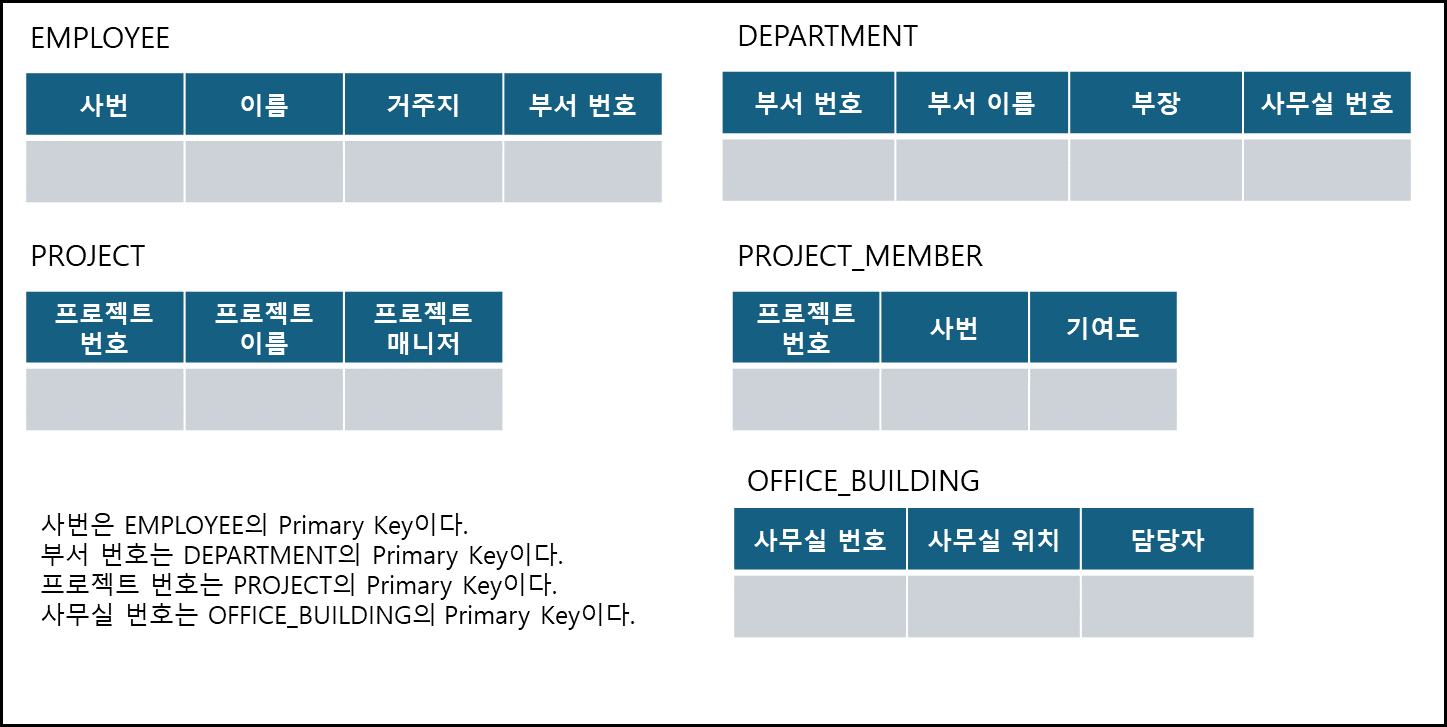 EMPLOYEE
사번 이름 거주지 부서 번호
DEPARTMENT
부서 번호 부서 이름 부장 사무실 번호
PROJECT
프로젝트 번호 프로젝트 이름 프로젝트 매니저
PROJECT_MEMBER
프로젝트 번호 사번 기여도
OFFICE_BUILDING
사무실 번호 사무실 위치 담당자
사번은 EMPLOYEE의 Primary Key이다.
부서 번호는 DEPARTMENT의 Primary Key이다.
프로젝트 번호는 PROJECT의 Primary Key이다.
사무실 번호는 OFFICE_BUILDING의 Primary Key이다.